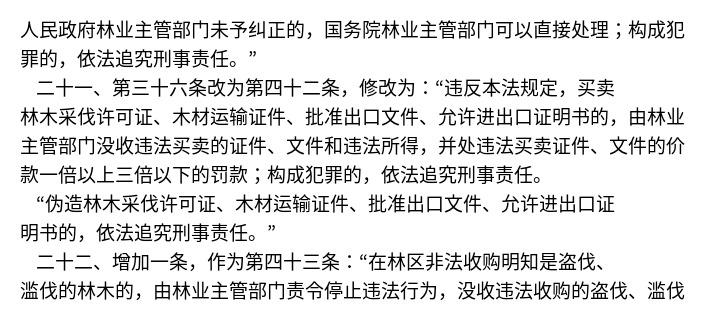 人民政府林业主管部门未予纠正的，国务院林业主管部门可以直接处理；构成犯
罪的，依法追究刑事责任。”
二十一、第三十六条改为第四十二条，修改为：“违反本法规定，买卖
林木采伐许可证、木材运输证件、批准出口文件、允许进出口证明书的，由林业
主管部门没收违法买卖的证件、文件和违法所得，并处违法买卖证件、文件的价
款一倍以上三倍以下的罚款；构成犯罪的，依法追究刑事责任。
“伪造林木采伐许可证、木材运输证件、批准出口文件、允许进出口证
明书的，依法追究刑事责任。”
二十二、增加一条，作为第四十三条：“在林区非法收购明知是盗伐、
滥伐的林木的，由林业主管部门责令停止违法行为，没收违法收购的盗伐、滥伐